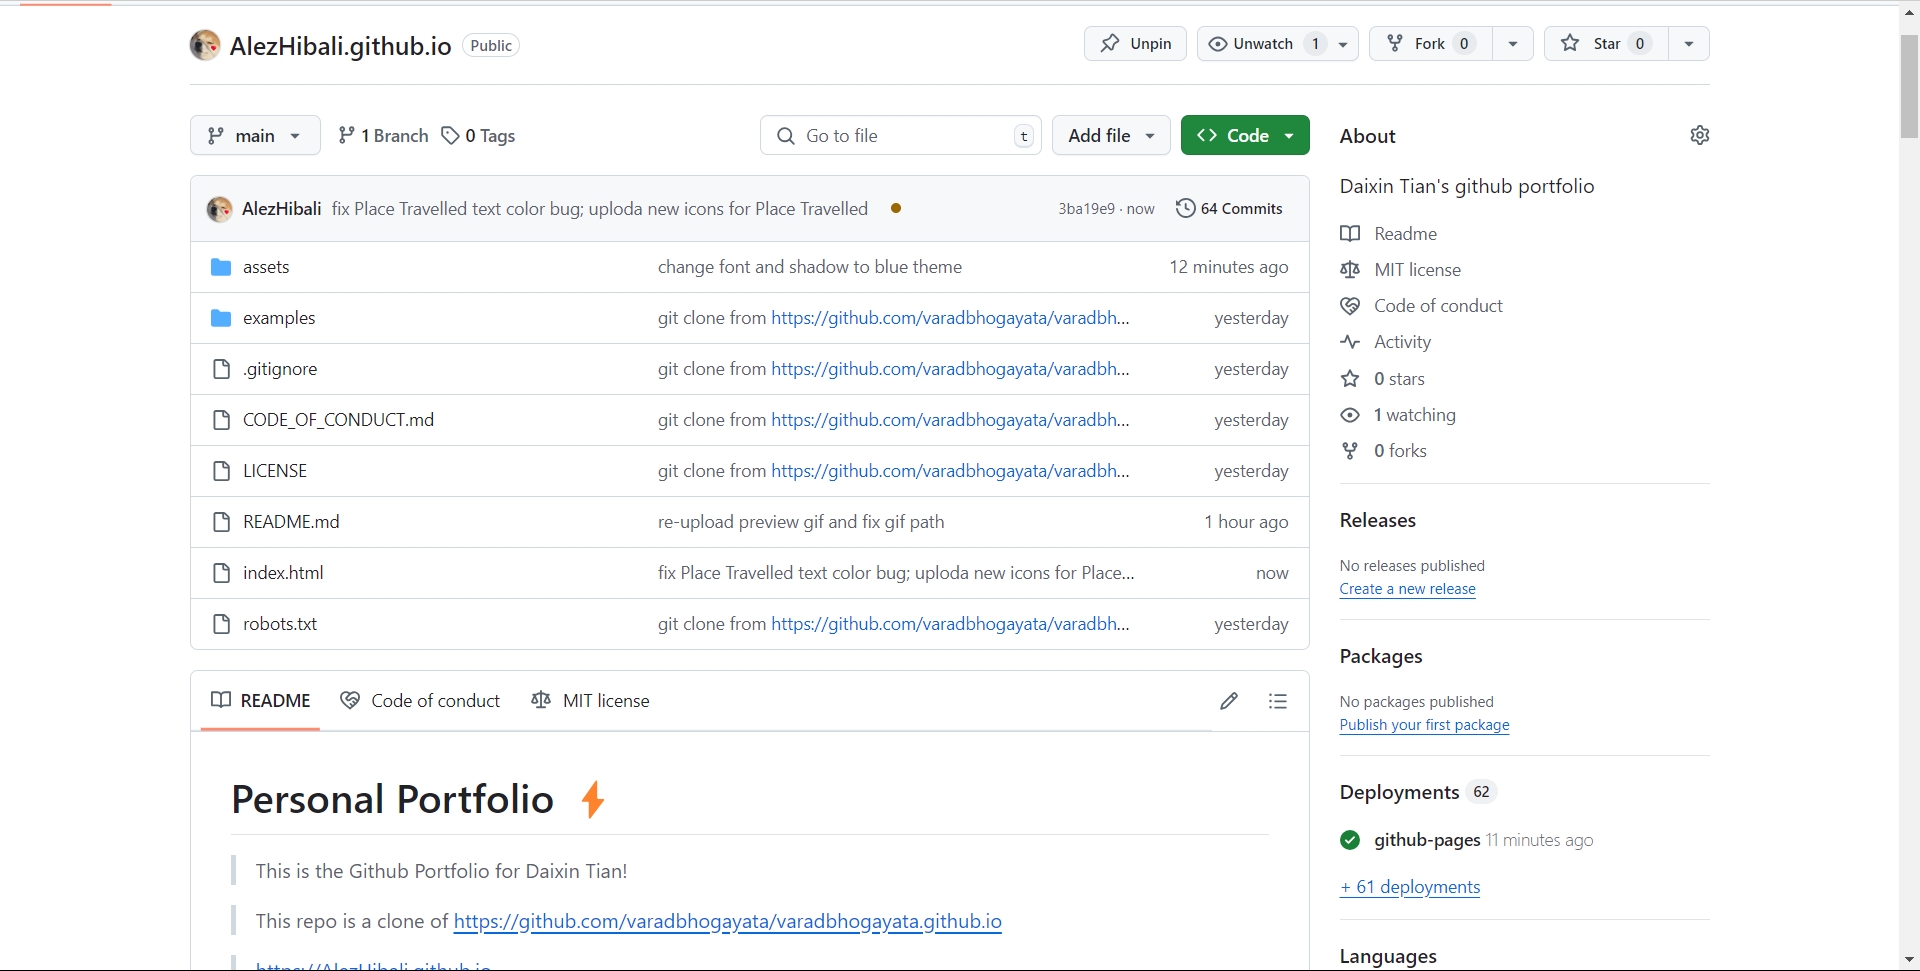 AlezHibali.github.io Public Unpin Unwatch 1 Fork 0 Star 0
main 1 Branch 0 Tags Go to file t Add file Code
AlezHibali fix Place Travelled text color bug; uploda new icons for Place Travelled 3ba19e9 · now 64 Commits
assets change font and shadow to blue theme 12 minutes ago
examples git clone from https://github.com/varadbhogayata/varadbh... yesterday
.gitignore git clone from https://github.com/varadbhogayata/varadbh... yesterday
CODE_OF_CONDUCT.md git clone from https://github.com/varadbhogayata/varadbh... yesterday
LICENSE git clone from https://github.com/varadbhogayata/varadbh... yesterday
README.md re-upload preview gif and fix gif path 1 hour ago
index.html fix Place Travelled text color bug; uploda new icons for Place... now
robots.txt git clone from https://github.com/varadbhogayata/varadbh... yesterday
README Code of conduct MIT license
Personal Portfolio
This is the Github Portfolio for Daixin Tian!
This repo is a clone of https://github.com/varadbhogayata/varadbhogayata.github.io
https://AlezHibali.github.io
About
Daixin Tian's github portfolio
Readme
MIT license
Code of conduct
Activity
0 stars
1 watching
0 forks
Releases
No releases published
Create a new release
Packages
No packages published
Publish your first package
Deployments 62
github-pages 11 minutes ago
+ 61 deployments
Languages